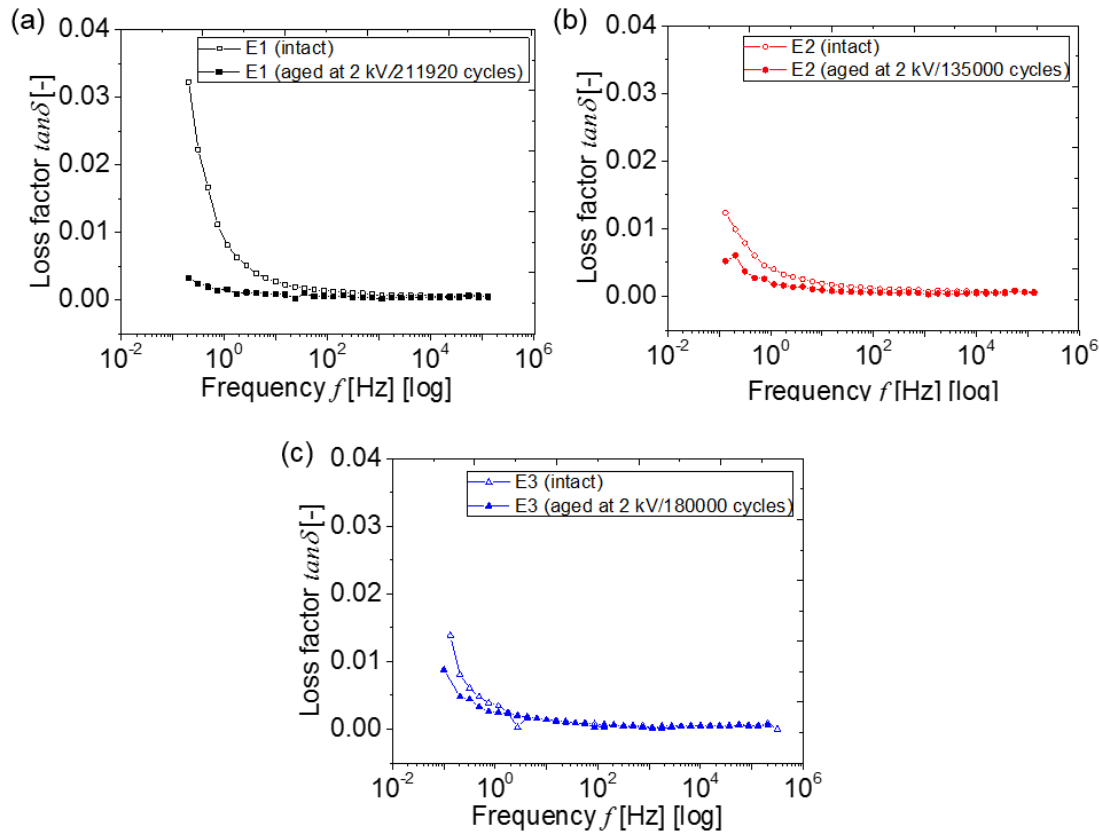 (a)
E1 (intact)
E1 (aged at 2 kV/211920 cycles)
0.04
0.03
0.02
0.01
0.00
Loss factor tanδ [-]
10^-2 10^0 10^2 10^4 10^6
Frequency f [Hz] [log]
(b)
E2 (intact)
E2 (aged at 2 kV/135000 cycles)
0.04
0.03
0.02
0.01
0.00
Loss factor tanδ [-]
10^-2 10^0 10^2 10^4 10^6
Frequency f [Hz] [log]
(c)
E3 (intact)
E3 (aged at 2 kV/180000 cycles)
0.04
0.03
0.02
0.01
0.00
Loss factor tanδ [-]
10^-2 10^0 10^2 10^4 10^6
Frequency f [Hz] [log]